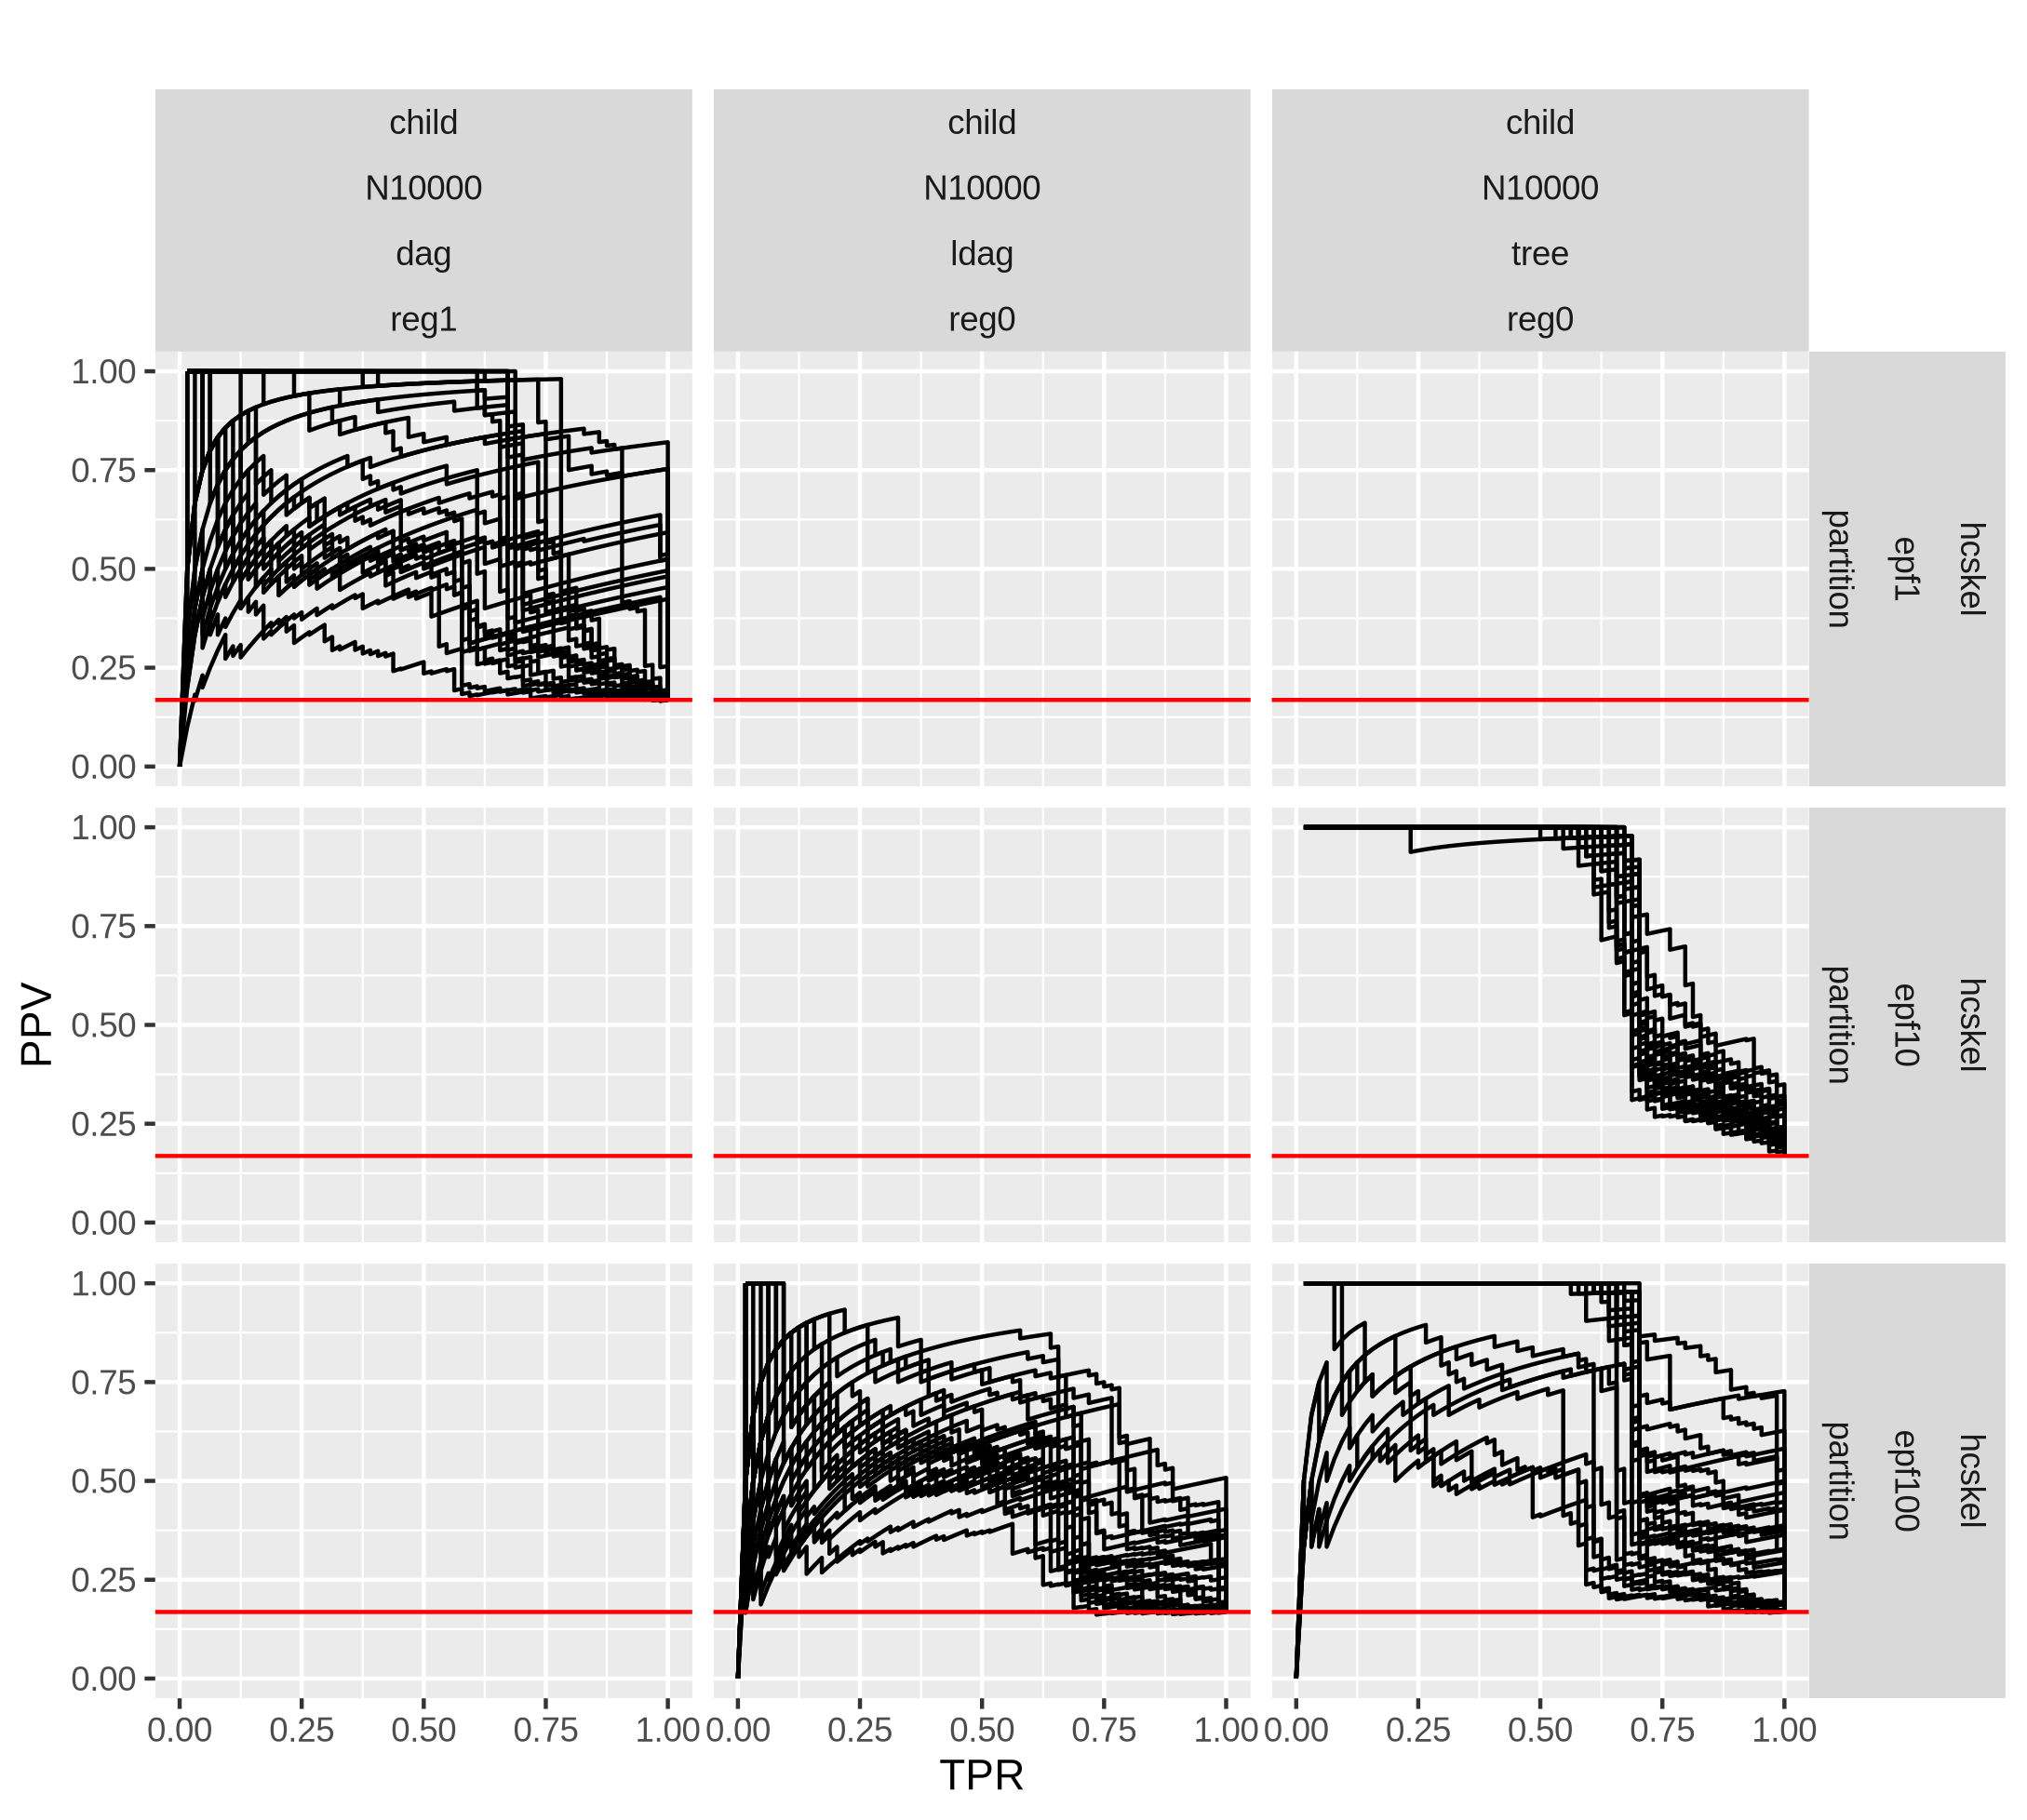 child child child
N10000 N10000 N10000
dag ldag tree
reg1 reg0 reg0
1.00
0.75
0.50
0.25
0.00
partition epf1 hcskel
1.00
0.75
0.50
0.25
0.00
partition epf10 hcskel
PPV
1.00
0.75
0.50
0.25
0.00
partition epf100 hcskel
0.00 0.25 0.50 0.75 1.00 0.00 0.25 0.50 0.75 1.00 0.00 0.25 0.50 0.75 1.00
TPR